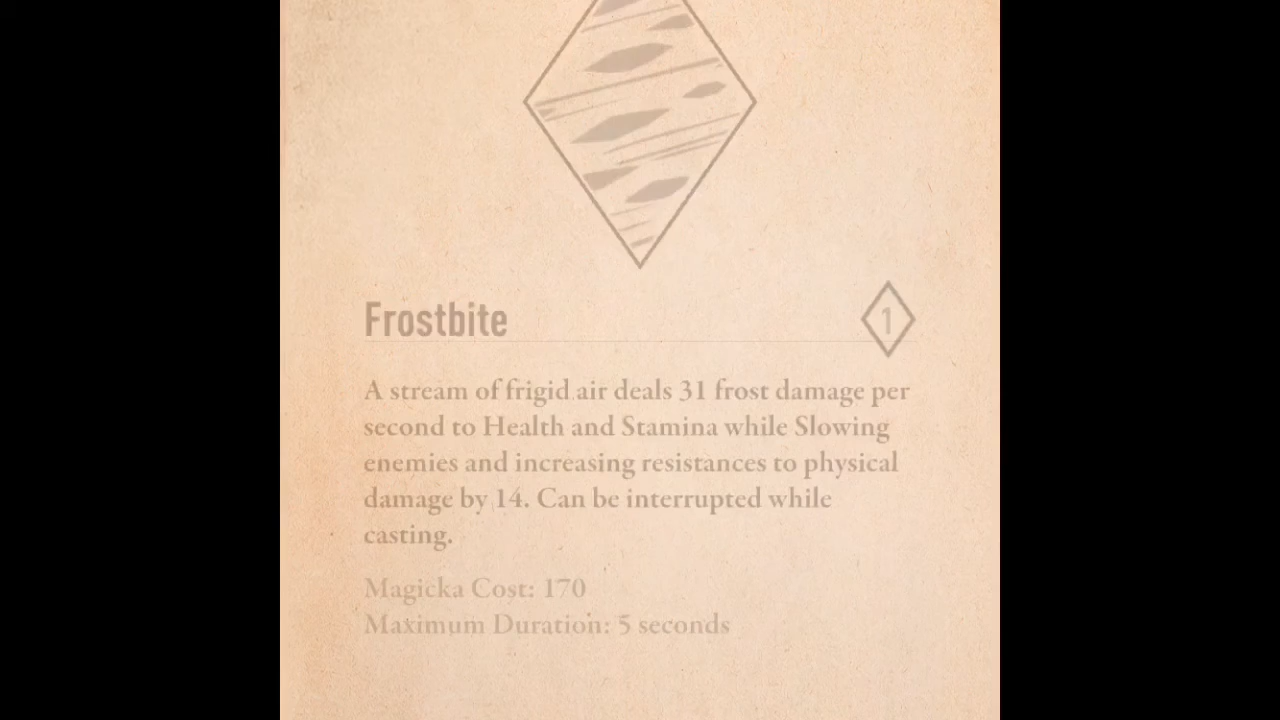 Frostbite
1
A stream of frigid air deals 31 frost damage per
second to Health and Stamina while Slowing
enemies and increasing resistances to physical
damage by 14. Can be interrupted while
casting.
Magicka Cost: 170
Maximum Duration: 5 seconds